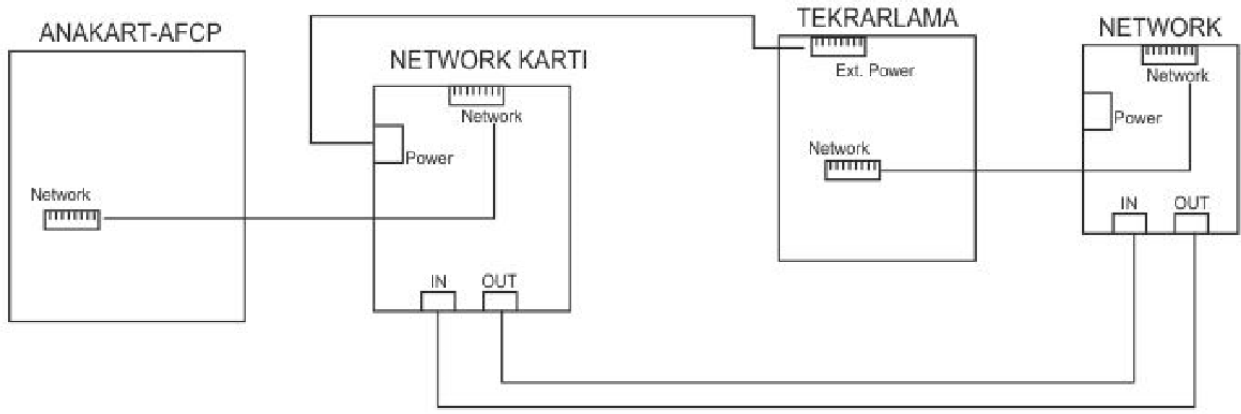 ANAKART-AFCP
Network
NETWORK KARTI
Network
Power
IN OUT
TEKRARLAMA
Ext. Power
Network
NETWORK
Network
Power
IN OUT